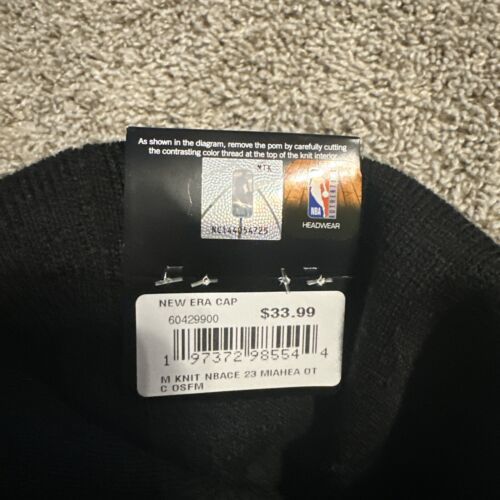 As shown in the diagram, remove the pom by carefully cutting
the contrasting color thread at the top of the knit interior.
NC144054725
NBA
AUTHENTICS
HEADWEAR
NEW ERA CAP
60429900
$33.99
1 97372 98554 4
M KNIT NBACE 23 MIAHEA OT
C OSFM